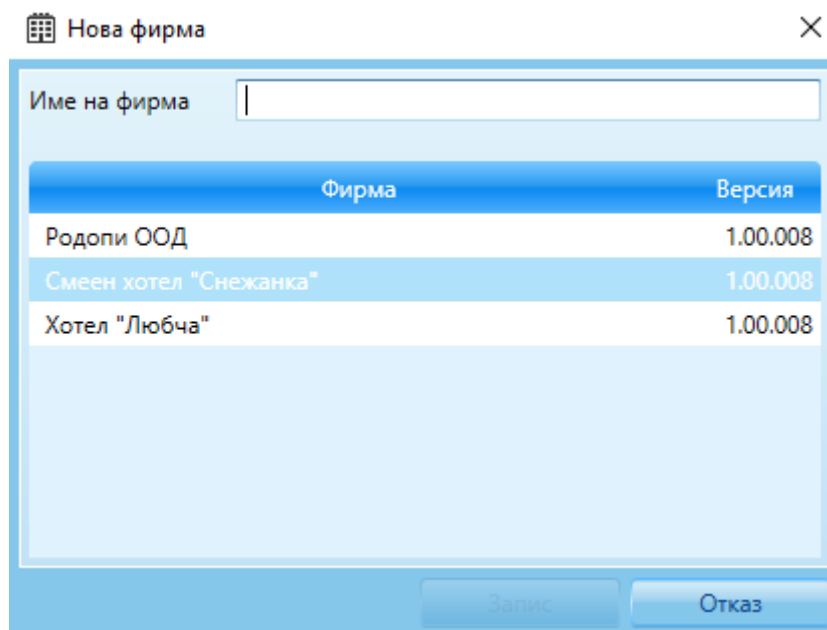 Нова фирма
Име на фирма
Фирма Версия
Родопи ООД 1.00.008
Смеен хотел "Снежанка" 1.00.008
Хотел "Любча" 1.00.008
Запис Отказ